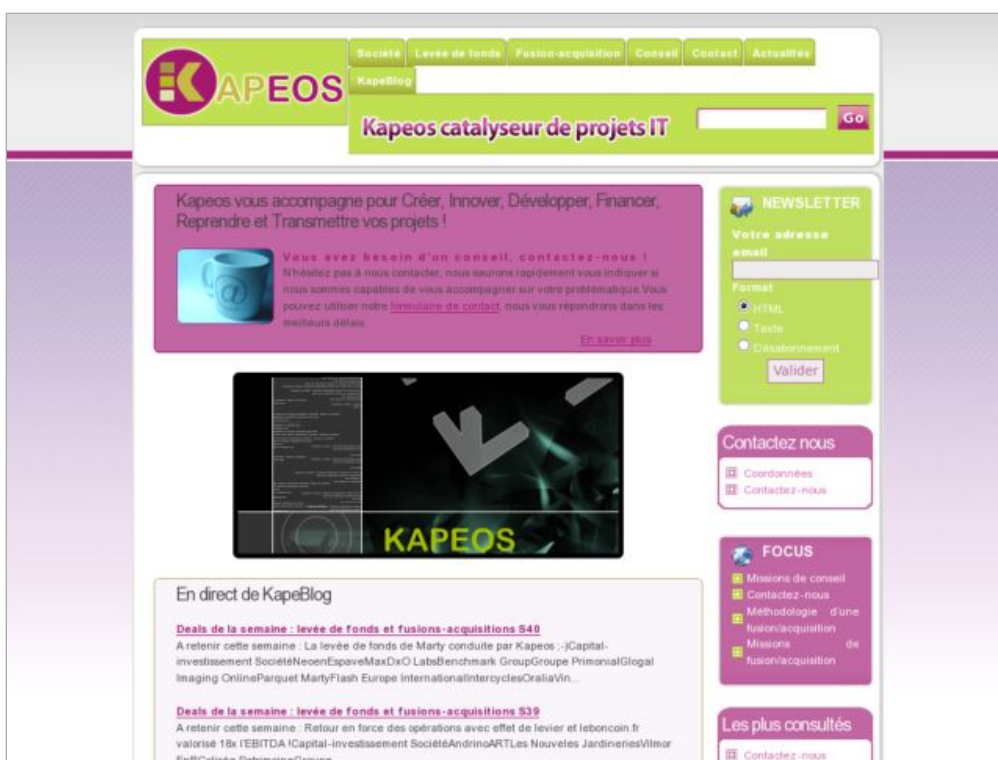 KAPEOS
Société Levée de fonds Fusion-acquisition Conseil Contact Actualités
KapeBlog
Kapeos catalyseur de projets IT
Go
Kapeos vous accompagne pour Créer, Innover, Développer, Financer,
Reprendre et Transmettre vos projets !
Vous avez besoin d'un conseil, contactez-nous !
N'hésitez pas à nous contacter, nous saurons rapidement vous indiquer si
nous sommes capables de vous accompagner sur votre problématique.Vous
pouvez utiliser notre formulaire de contact, nous vous répondrons dans les
meilleurs délais.
En savoir plus
KAPEOS
En direct de KapeBlog
Deals de la semaine : levée de fonds et fusions-acquisitions S40
A retenir cette semaine : La levée de fonds de Marty conduite par Kapeos ;-)Capital-
investissement SociétéNeoenEspaveMaxDxO LabsBenchmark GroupGroupe PrimonialGlogal
Imaging OnlineParquet MartyFlash Europe InternationalIntercyclesOraliaVin...
Deals de la semaine : levée de fonds et fusions-acquisitions S39
A retenir cette semaine : Retour en force des opérations avec effet de levier et leboncoin.fr
valorisé 18x l'EBITDA !Capital-investissement SociétéAndrinoARTLes Nouveles JardineriesVilmor
NEWSLETTER
Votre adresse
email
Format
HTML
Texte
Désabonnement
Valider
Contactez nous
Coordonnées
Contactez-nous
FOCUS
Missions de conseil
Contactez-nous
Méthodologie d'une
fusion/acquisition
Missions de
fusion/acquisition
Les plus consultés
Contactez-nous